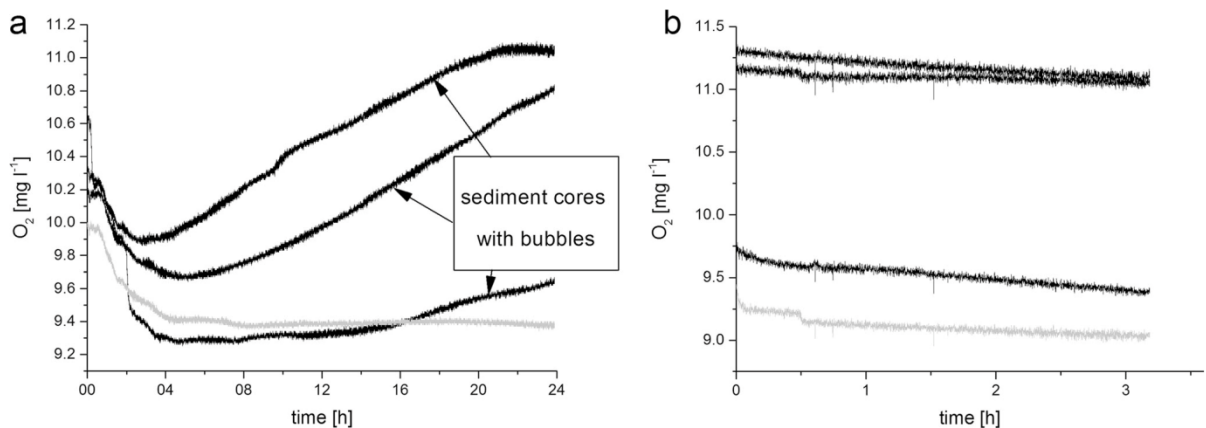 a
11.2
11.0
10.8
10.6
10.4
10.2
10.0
9.8
9.6
9.4
9.2
O₂ [mg l⁻¹]
00 04 08 12 16 20 24
time [h]
sediment cores
with bubbles
b
11.5
11.0
10.5
10.0
9.5
9.0
O₂ [mg l⁻¹]
0 1 2 3
time [h]